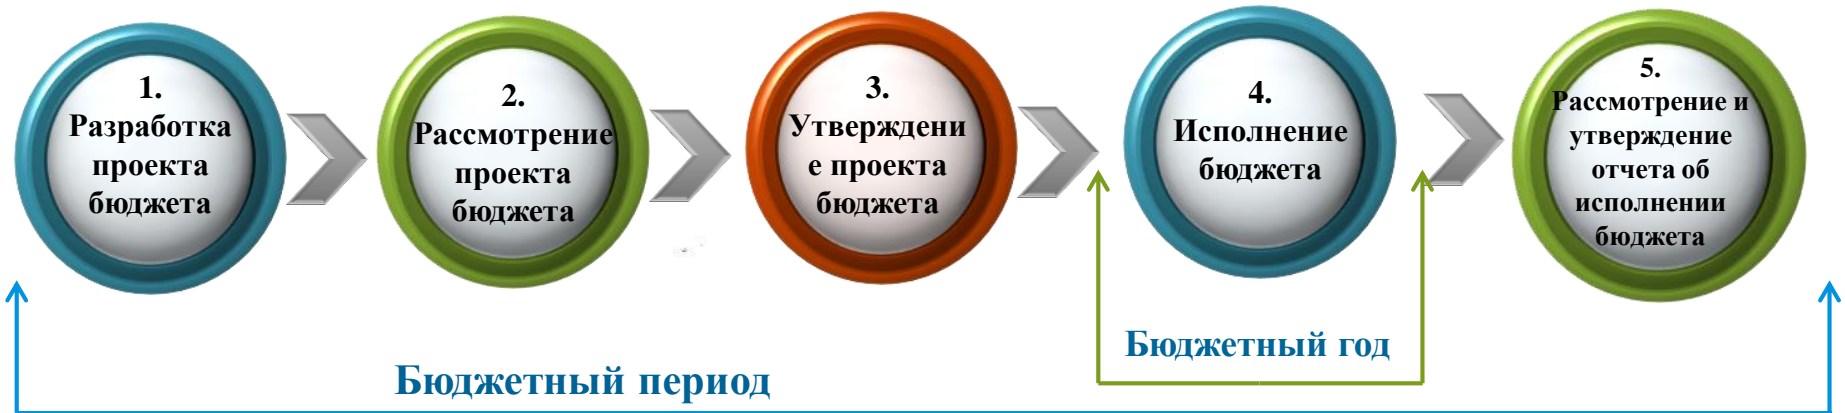 1.
Разработка
проекта
бюджета
2.
Рассмотрение
проекта
бюджета
3.
Утверждени
е проекта
бюджета
4.
Исполнение
бюджета
5.
Рассмотрение и
утверждение
отчета об
исполнении
бюджета
Бюджетный год
Бюджетный период